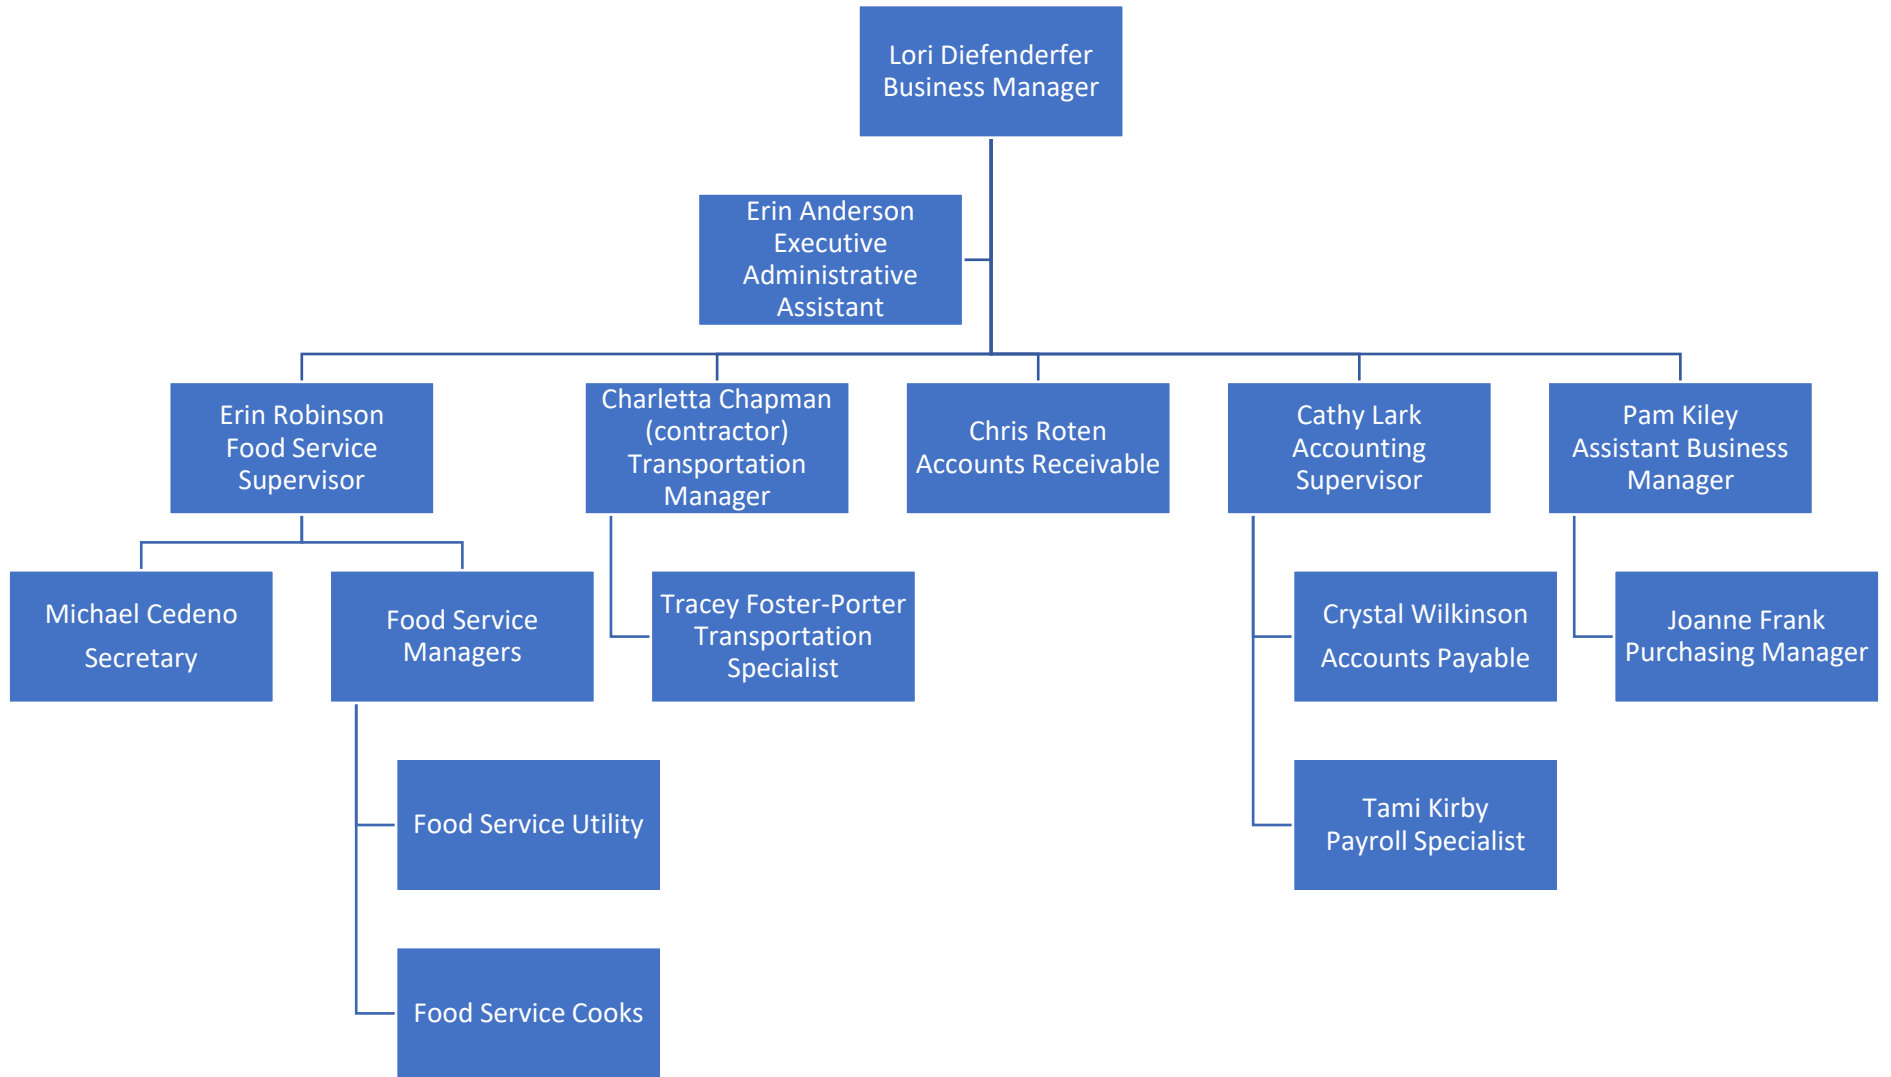 Lori Diefenderfer
Business Manager
Erin Anderson
Executive
Administrative
Assistant
Erin Robinson
Food Service
Supervisor
Charletta Chapman
(contractor)
Transportation
Manager
Chris Roten
Accounts Receivable
Cathy Lark
Accounting
Supervisor
Pam Kiley
Assistant Business
Manager
Michael Cedeno
Secretary
Food Service
Managers
Tracey Foster-Porter
Transportation
Specialist
Crystal Wilkinson
Accounts Payable
Joanne Frank
Purchasing Manager
Food Service Utility
Tami Kirby
Payroll Specialist
Food Service Cooks